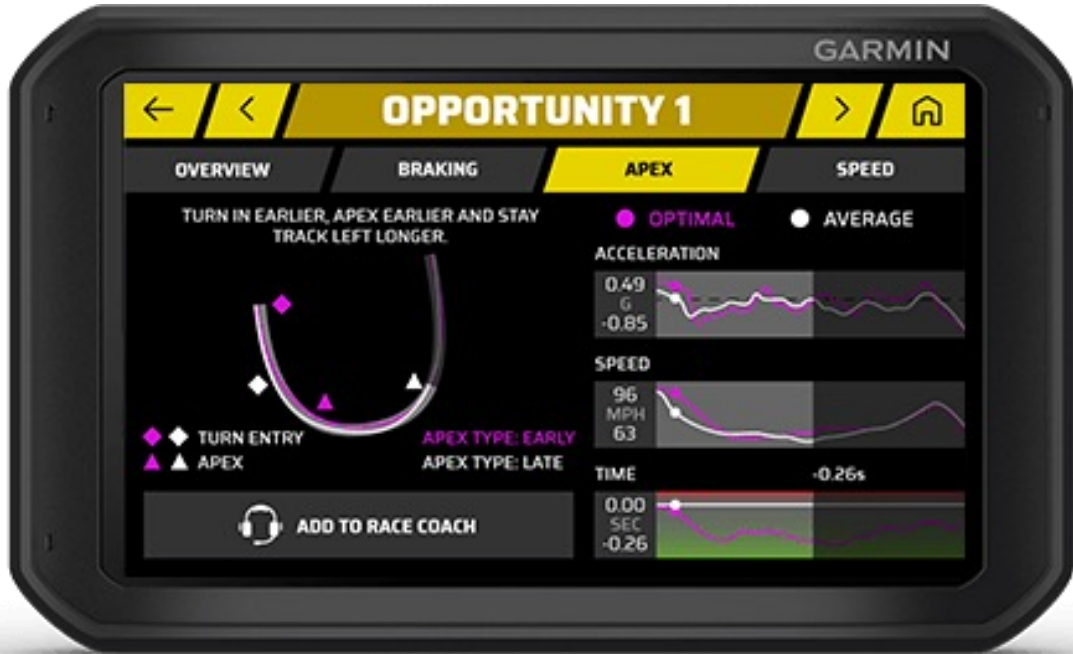 GARMIN
OPPORTUNITY 1
OVERVIEW
BRAKING
APEX
SPEED
TURN IN EARLIER, APEX EARLIER AND STAY
TRACK LEFT LONGER.
OPTIMAL
AVERAGE
ACCELERATION
0.49
G
-0.85
SPEED
96
MPH
63
TURN ENTRY
APEX TYPE: EARLY
APEX
APEX TYPE: LATE
TIME
-0.26s
0.00
SEC
-0.26
ADD TO RACE COACH